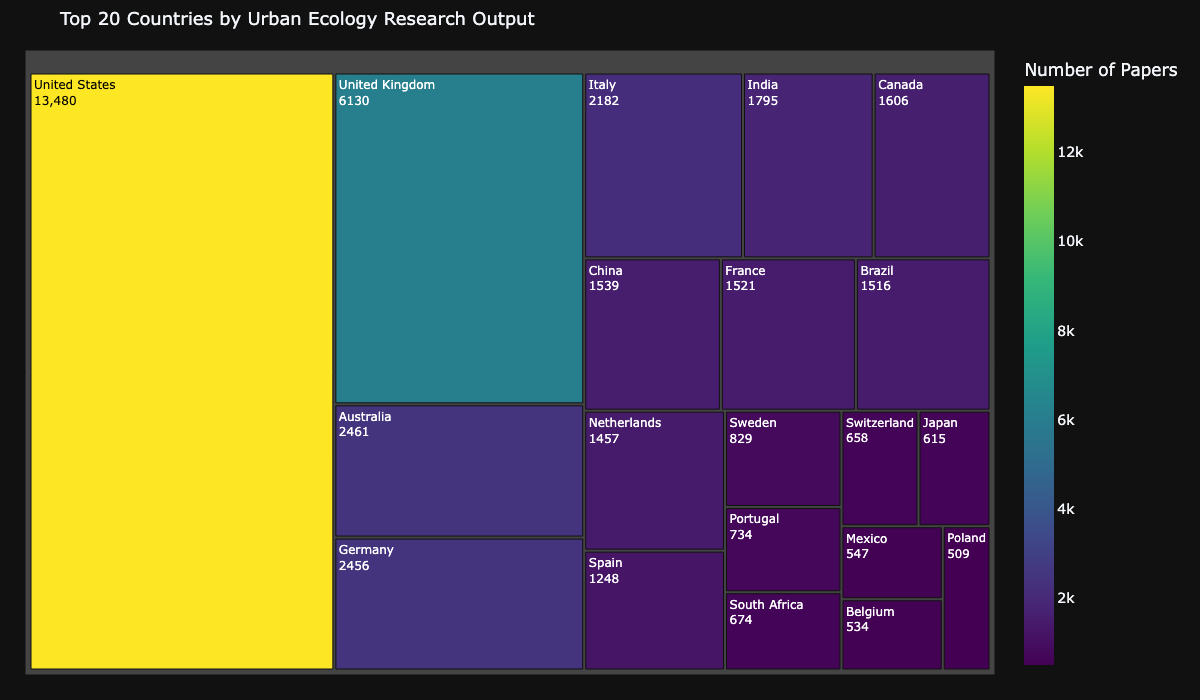 Top 20 Countries by Urban Ecology Research Output
United States
13,480
United Kingdom
6130
Australia
2461
Germany
2456
Italy
2182
India
1795
Canada
1606
China
1539
France
1521
Brazil
1516
Netherlands
1457
Spain
1248
Sweden
829
Portugal
734
South Africa
674
Switzerland
658
Japan
615
Mexico
547
Belgium
534
Poland
509
Number of Papers
12k
10k
8k
6k
4k
2k